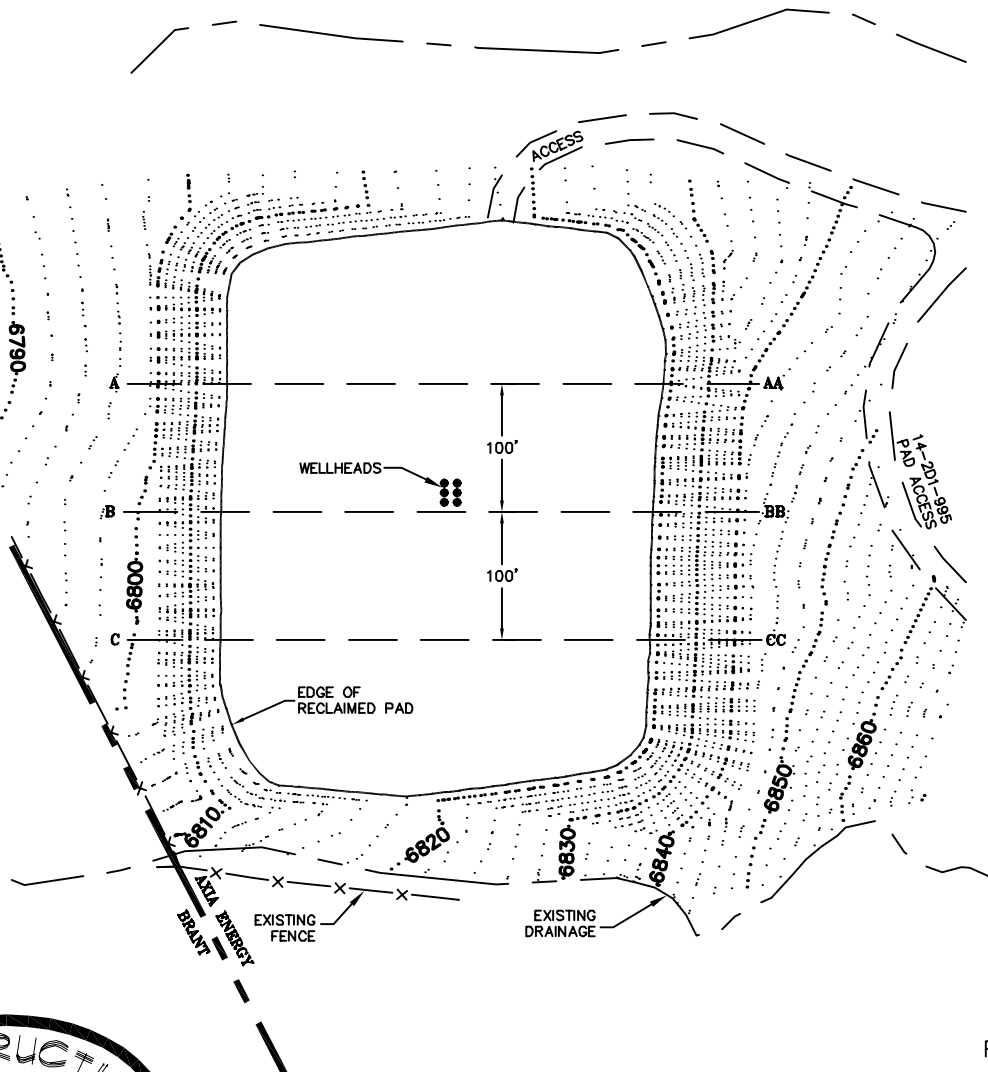 ACCESS
6790
A
AA
100'
14-2D1-995
PAD ACCESS
WELLHEADS
B
BB
100'
6800
C
CC
EDGE OF
RECLAIMED PAD
6860
6850
6810
6820
6830
6840
AXIA ENERGY
BRANT
EXISTING
FENCE
EXISTING
DRAINAGE